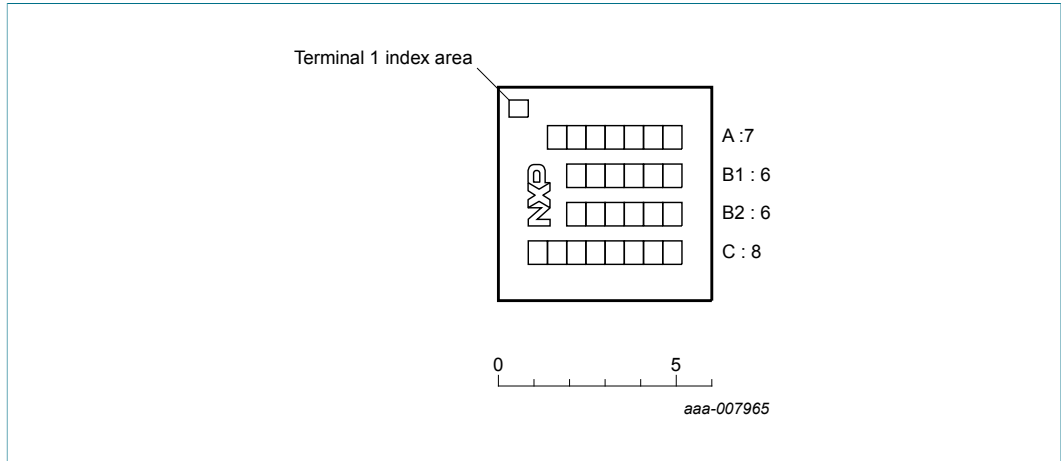 Terminal 1 index area
A :7
B1 : 6
NXP
B2 : 6
C : 8
0 5
aaa-007965